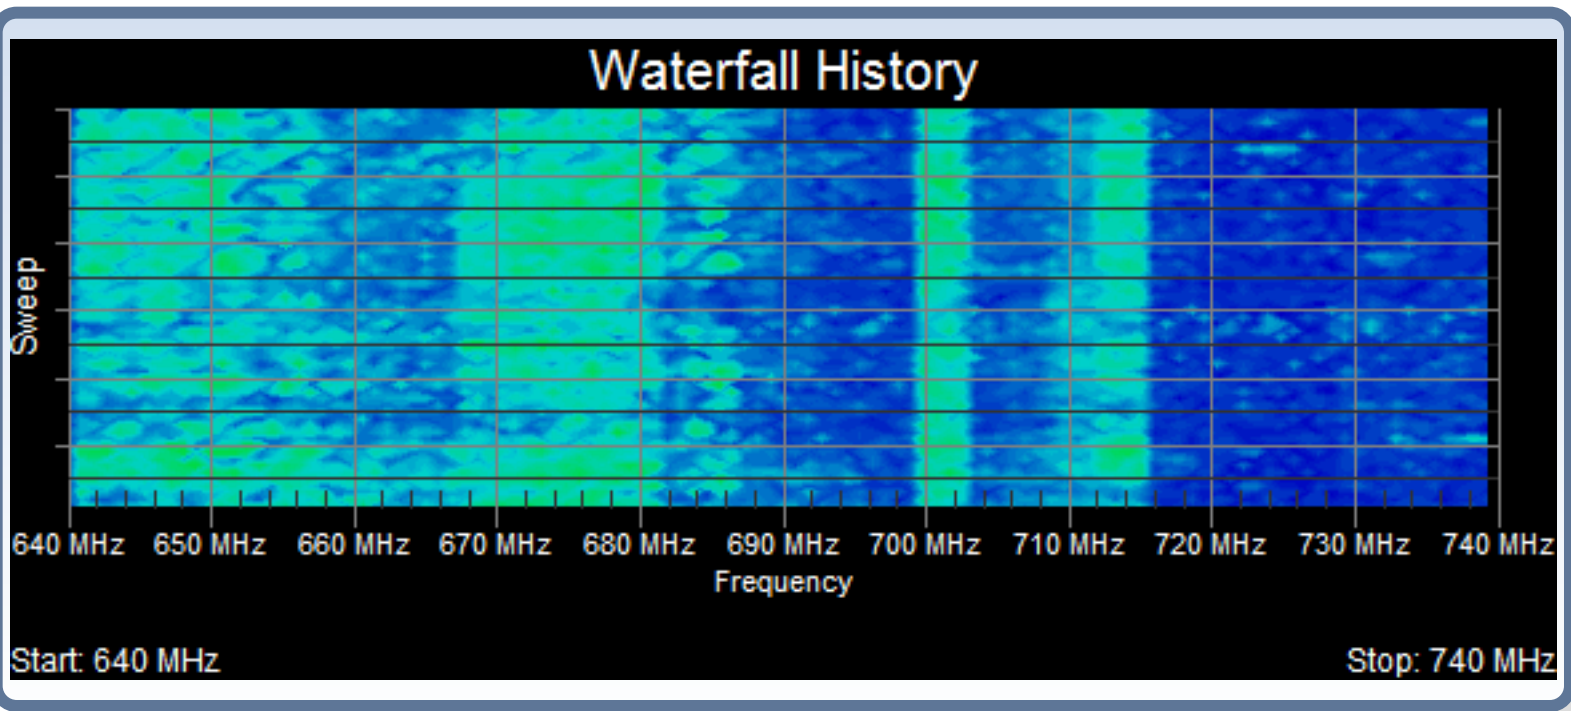 Waterfall History
Sweep
640 MHz 650 MHz 660 MHz 670 MHz 680 MHz 690 MHz 700 MHz 710 MHz 720 MHz 730 MHz 740 MHz
Frequency
Start: 640 MHz Stop: 740 MHz